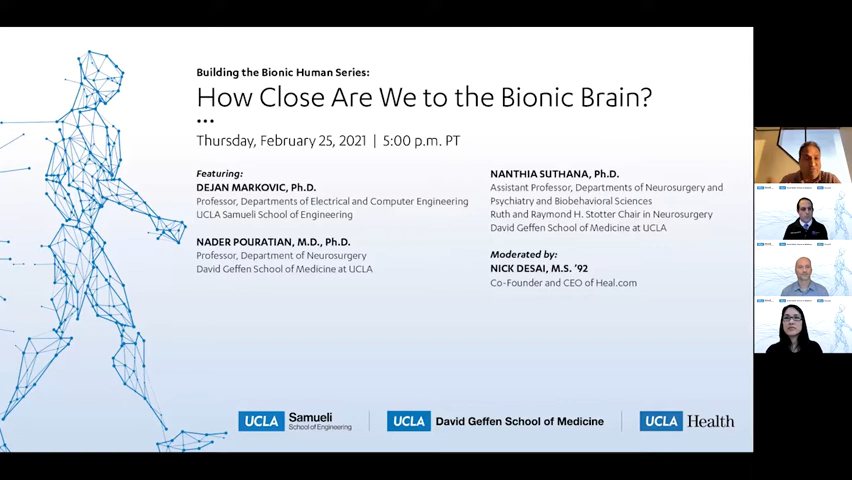 Building the Bionic Human Series:
How Close Are We to the Bionic Brain?
Thursday, February 25, 2021 | 5:00 p.m. PT
Featuring:
DEJAN MARKOVIC, Ph.D.
Professor, Departments of Electrical and Computer Engineering
UCLA Samueli School of Engineering
NADER POURATIAN, M.D., Ph.D.
Professor, Department of Neurosurgery
David Geffen School of Medicine at UCLA
NANTHIA SUTHANA, Ph.D.
Assistant Professor, Departments of Neurosurgery and
Psychiatry and Biobehavioral Sciences
Ruth and Raymond H. Stotter Chair in Neurosurgery
David Geffen School of Medicine at UCLA
Moderated by:
NICK DESAI, M.S. '92
Co-Founder and CEO of Heal.com
UCLA Samueli
School of Engineering
UCLA David Geffen School of Medicine
UCLA Health